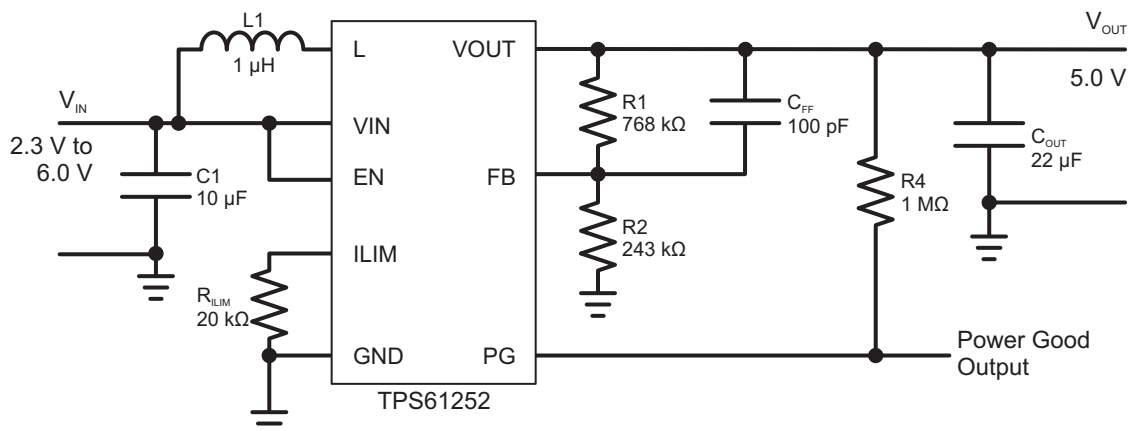 L1
1 µH
L
VOUT
V_OUT
5.0 V
R1
768 kΩ
C_FF
100 pF
V_IN
2.3 V to
6.0 V
VIN
EN
FB
C1
10 µF
C_OUT
22 µF
R4
1 MΩ
R2
243 kΩ
ILIM
R_ILIM
20 kΩ
GND
PG
Power Good
Output
TPS61252